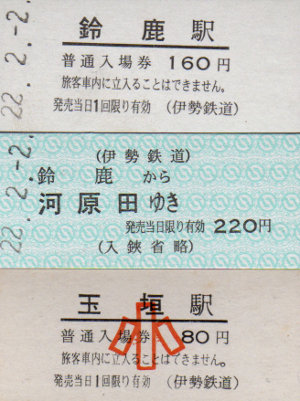 鈴鹿駅
普通入場券 160円
旅客車内に立入ることはできません。
発売当日1回限り有効 (伊勢鉄道)
22.2.-2.
(伊勢鉄道)
鈴鹿から
河原田ゆき
発売当日限り有効 220円
(入鋏省略)
22.2.-2.
玉垣駅
小
普通入場券 80円
旅客車内に立入ることはできません。
発売当日1回限り有効 (伊勢鉄道)